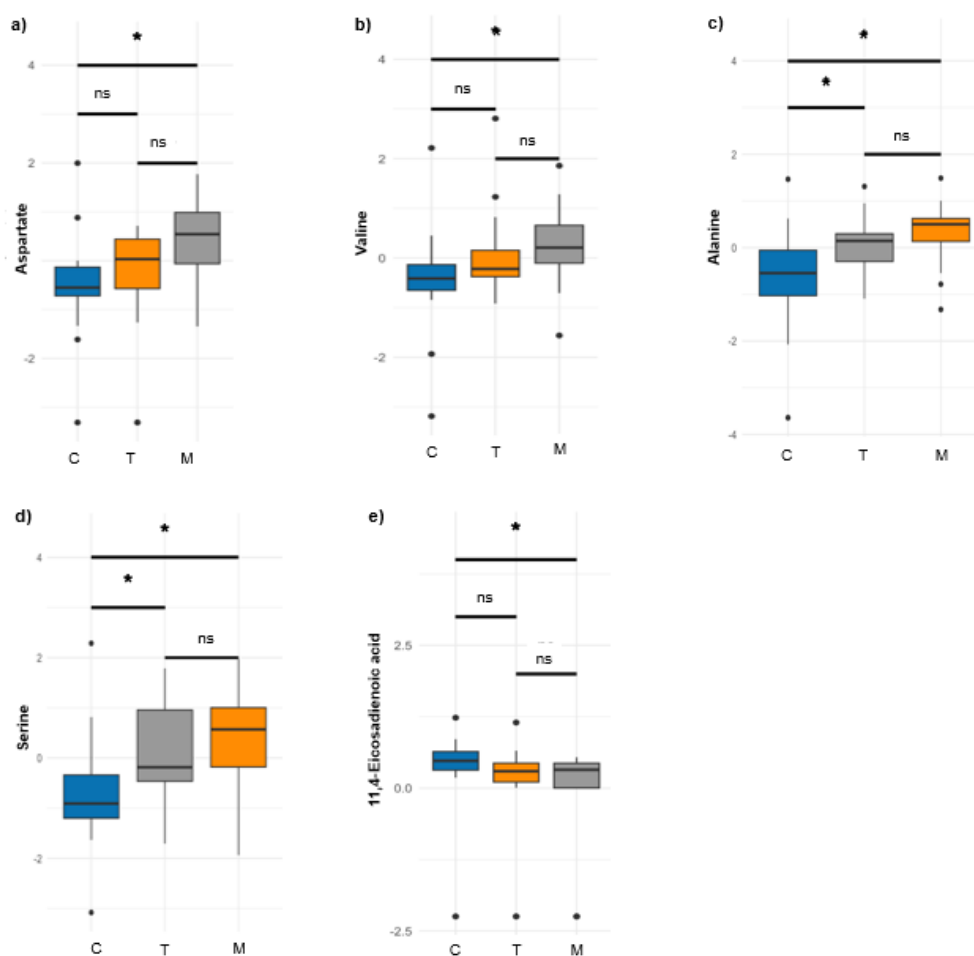 a)
*
4
ns
ns
2
Aspartate
-2
C T M
b)
*
4
ns
ns
2
Valine
0
-2
C T M
c)
*
4
*
ns
2
Alanine
0
-2
-4
C T M
d)
*
4
*
ns
2
Serine
0
-2
C T M
e)
*
ns
2.5
ns
11,4-Eicosadienoic acid
0.0
-2.5
C T M